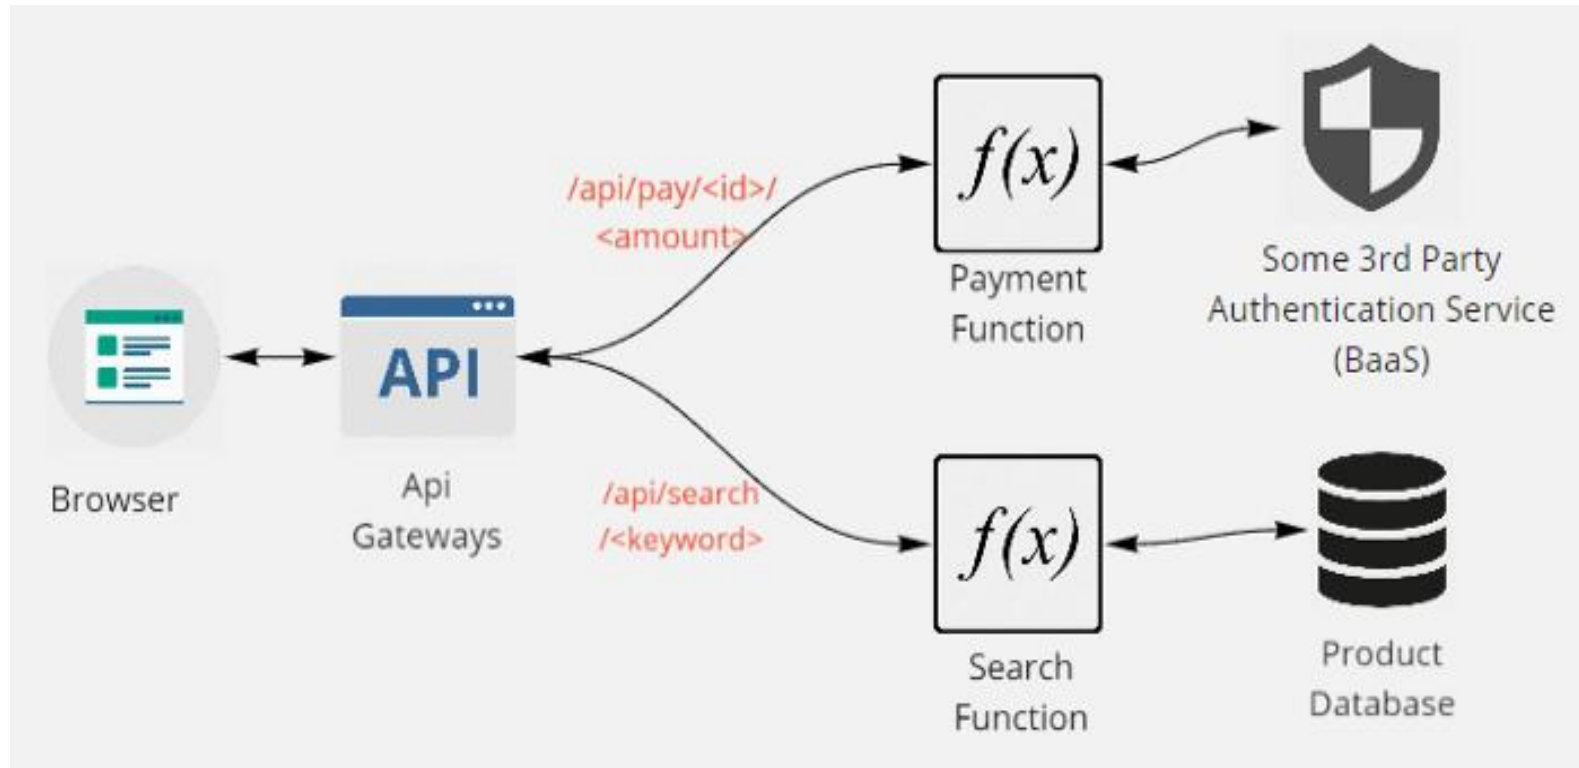 /api/pay/<id>/
<amount>
f(x)
Payment
Function
Some 3rd Party
Authentication Service
(BaaS)
API
Browser
Api
Gateways
/api/search
/<keyword>
f(x)
Search
Function
Product
Database